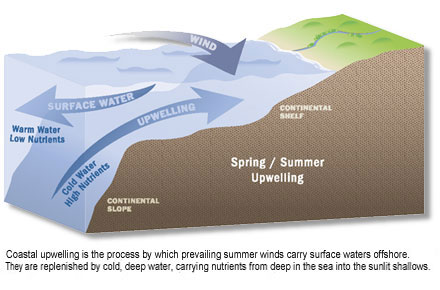 WIND
SURFACE WATER
UPWELLING
CONTINENTAL
SHELF
Warm Water
Low Nutrients
Cold Water
High Nutrients
Spring / Summer
Upwelling
CONTINENTAL
SLOPE
Coastal upwelling is the process by which prevailing summer winds carry surface waters offshore.
They are replenished by cold, deep water, carrying nutrients from deep in the sea into the sunlit shallows.